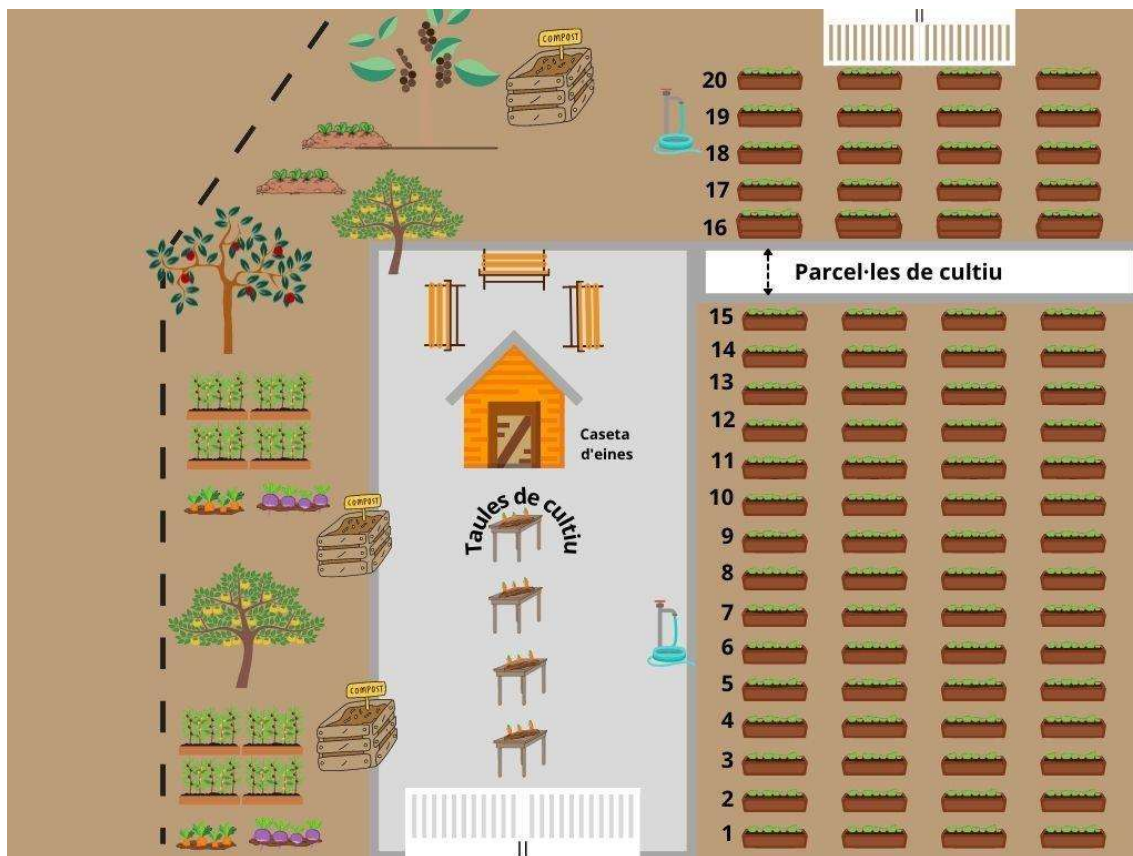 COMPOST
20
19
18
17
16
Parcel·les de cultiu
15
14
13
12
11
10
9
8
7
6
5
4
3
2
1
Caseta
d'eines
Taules de cultiu
COMPOST
COMPOST